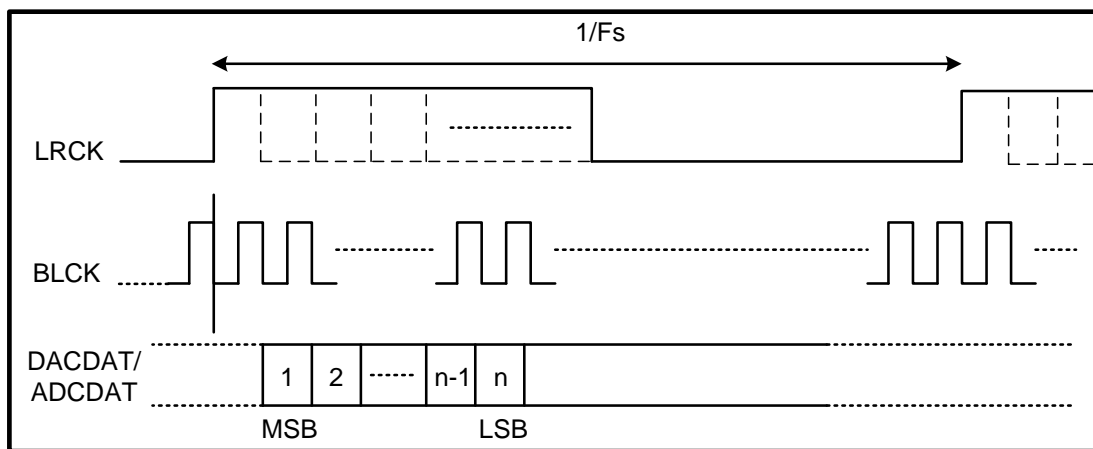 1/Fs
LRCK
BLCK
DACDAT/
ADCDAT
1 2 n-1 n
MSB LSB